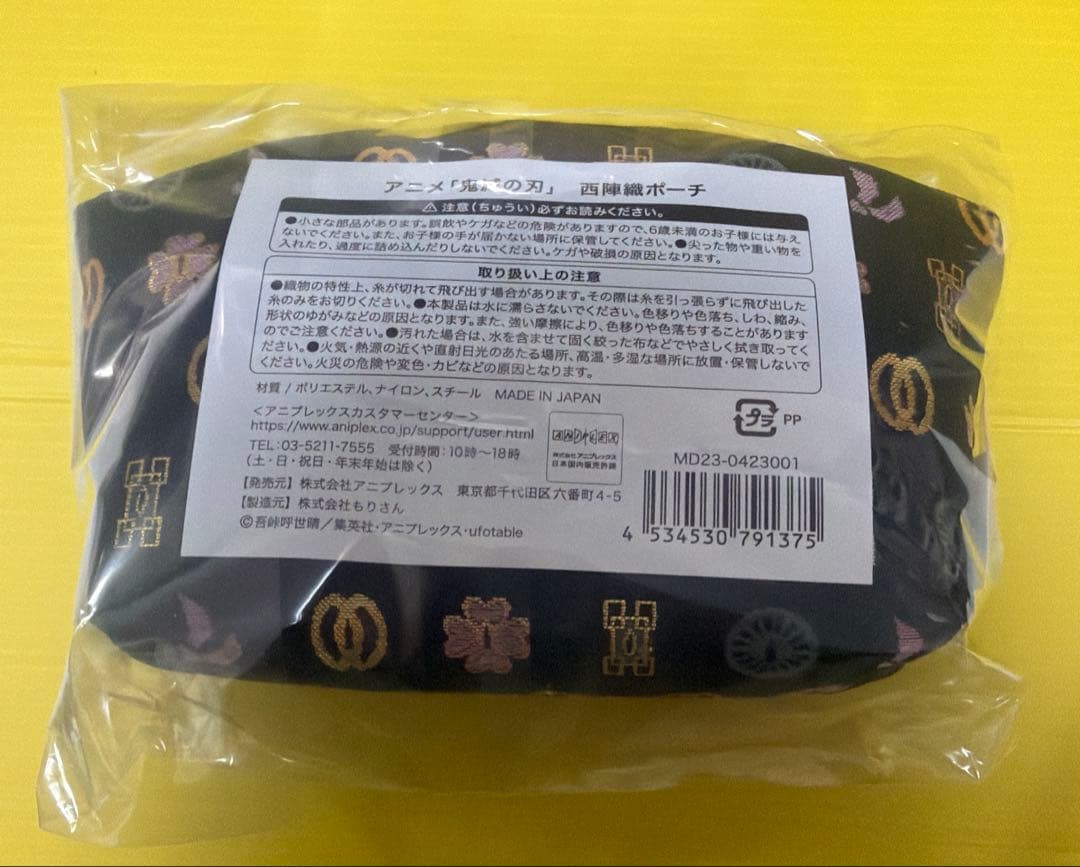 アニメ「鬼滅の刃」 西陣織ポーチ
⚠ 注意(ちゅうい)必ずお読みください。
●小さな部品があります。誤飲やケガなどの危険がありますので、6歳未満のお子様には与え
ないでください。また、お子様の手が届かない場所に保管してください。●尖った物や重い物を
入れたり、過度に詰め込んだりしないでください。ケガや破損の原因となります。
取り扱い上の注意
●織物の特性上、糸が切れて飛び出す場合があります。その際は糸を引っ張らずに飛び出した
糸のみをお切りください。●本製品は水に濡らさないでください。色移りや色落ち、しわ、縮み、
形状のゆがみなどの原因となります。また、強い摩擦により、色移りや色落ちすることがあります
のでご注意ください。●汚れた場合は、水を含ませて固く絞った布などでやさしく拭き取ってく
ださい。●火気・熱源の近くや直射日光のあたる場所、高温・多湿な場所に放置・保管しないで
ください。火災の危険や変色・カビなどの原因となります。
材質 / ポリエステル、ナイロン、スチール MADE IN JAPAN
<アニプレックスカスタマーセンター>
https://www.aniplex.co.jp/support/user.html
TEL:03-5211-7555 受付時間:10時~18時
(土・日・祝日・年末年始は除く)
【発売元】株式会社アニプレックス 東京都千代田区六番町4-5
【製造元】株式会社もりさん
©吾峠呼世晴/集英社・アニプレックス・ufotable
ANIPLEX
株式会社アニプレックス
日本国内販売許諾
プラ PP
MD23-0423001
4 534530 791375